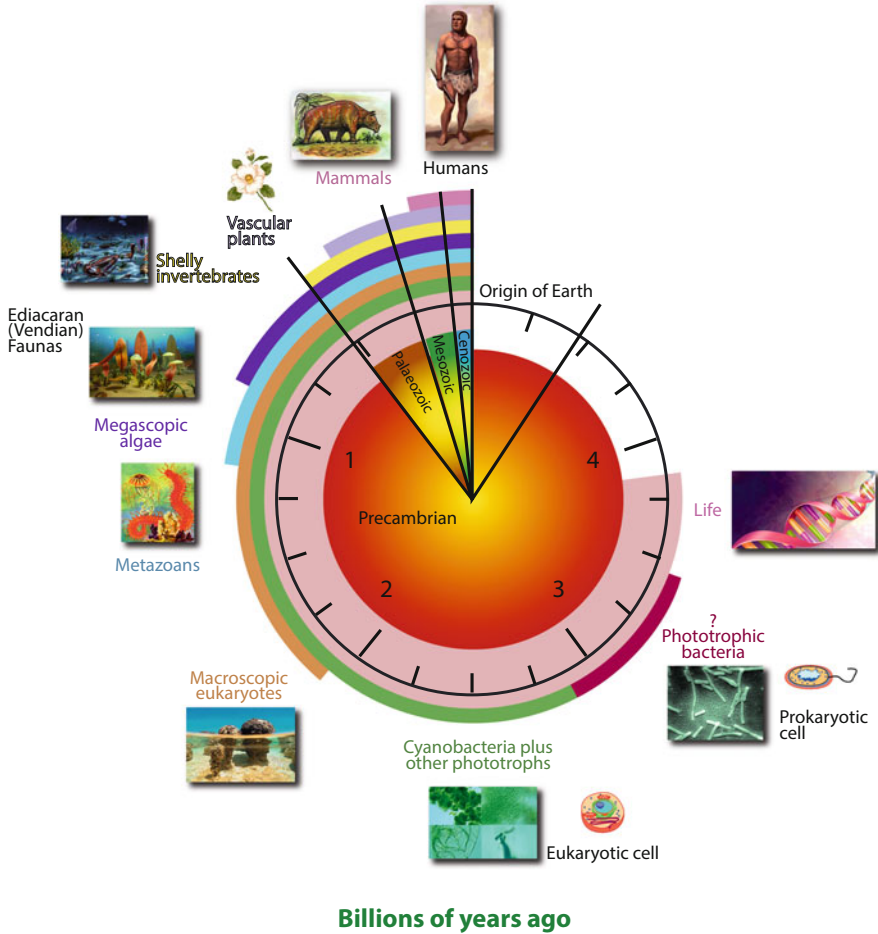 Humans
Mammals
Vascular
plants
Shelly
invertebrates
Ediacaran
(Vendian)
Faunas
Megascopic
algae
Metazoans
Macroscopic
eukaryotes
Cyanobacteria plus
other phototrophs
Eukaryotic cell
?
Phototrophic
bacteria
Prokaryotic
cell
Life
Origin of Earth
Palaeozoic
Mesozoic
Cenozoic
Precambrian
1
2
3
4
Billions of years ago